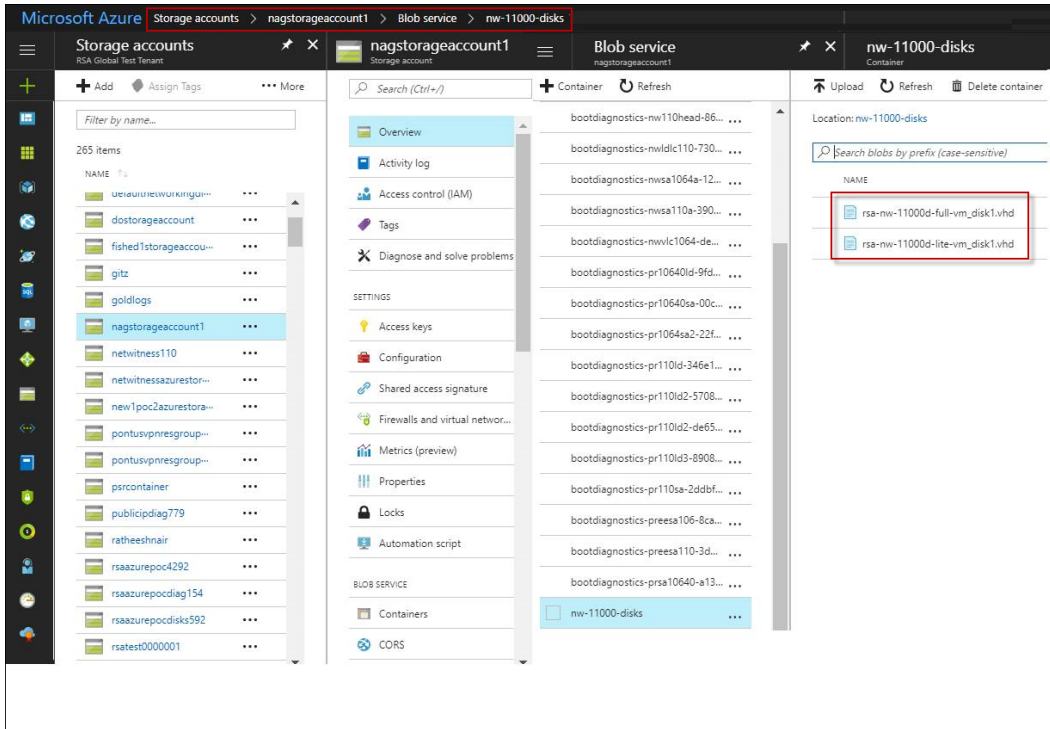 Microsoft Azure Storage accounts > nagstorageaccount1 > Blob service > nw-11000-disks
Storage accounts
RSA Global Test Tenant
Add Assign Tags ••• More
Filter by name...
265 items
NAME
defaultnetworkingdi...
dostorageaccount
fished1storageaccou...
gitz
goldlogs
nagstorageaccount1
netwitness110
netwitnessazurestor...
new1poc2azurestora...
pontusvpnresgroup...
pontusvpnresgroup...
psrcontainer
publicipdiag779
ratheeshnair
rsaazurepoc4292
rsaazurepocdiag154
rsaazurepocdisks592
rsatest0000001
nagstorageaccount1
Storage account
Search (Ctrl+/)
Overview
Activity log
Access control (IAM)
Tags
Diagnose and solve problems
SETTINGS
Access keys
Configuration
Shared access signature
Firewalls and virtual networ...
Metrics (preview)
Properties
Locks
Automation script
BLOB SERVICE
Containers
CORS
Blob service
nagstorageaccount1
Container Refresh
bootdiagnostics-nw110head-86...
bootdiagnostics-nwldlc110-730...
bootdiagnostics-nwsa1064a-12...
bootdiagnostics-nwsa110a-390...
bootdiagnostics-nwvlc1064-de...
bootdiagnostics-pr10640ld-9fd...
bootdiagnostics-pr10640sa-00c...
bootdiagnostics-pr1064sa2-22f...
bootdiagnostics-pr110ld-346e1...
bootdiagnostics-pr110ld2-5708...
bootdiagnostics-pr110ld2-de65...
bootdiagnostics-pr110ld3-8908...
bootdiagnostics-pr110sa-2ddbf...
bootdiagnostics-preesa106-8ca...
bootdiagnostics-preesa110-3d...
bootdiagnostics-prsa10640-a13...
nw-11000-disks
nw-11000-disks
Container
Upload Refresh Delete container
Location: nw-11000-disks
Search blobs by prefix (case-sensitive)
NAME
rsa-nw-11000d-full-vm_disk1.vhd
rsa-nw-11000d-lite-vm_disk1.vhd